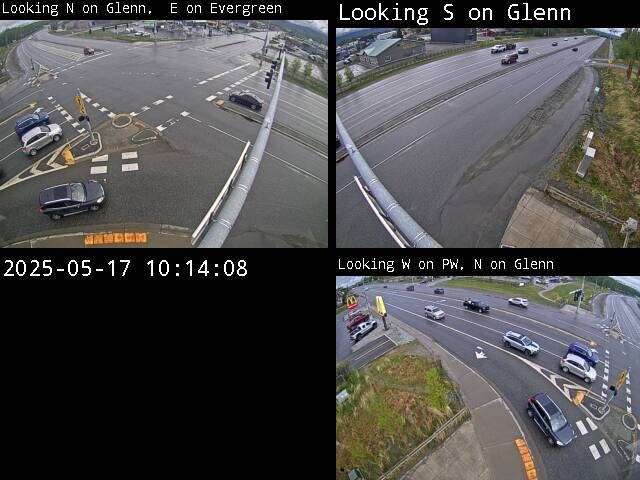 Looking N on Glenn,  E on Evergreen
Looking S on Glenn
2025-05-17 10:14:08
Looking W on PW, N on Glenn